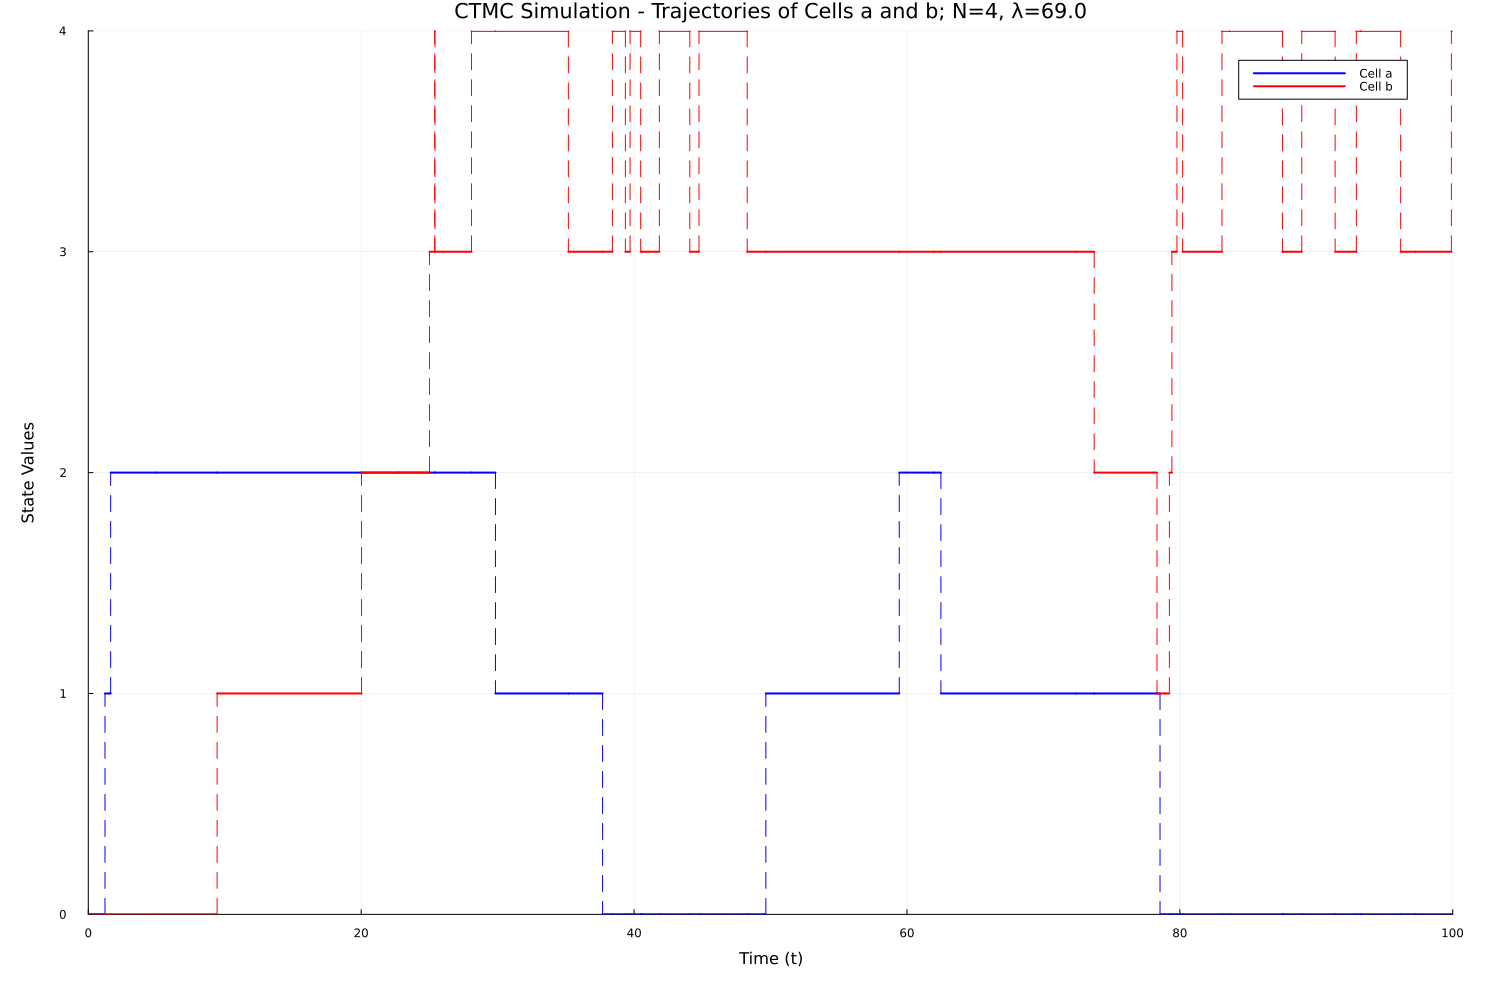 CTMC Simulation - Trajectories of Cells a and b; N=4, λ=69.0
4
Cell a
Cell b
3
State Values
2
1
0
0 20 40 60 80 100
Time (t)